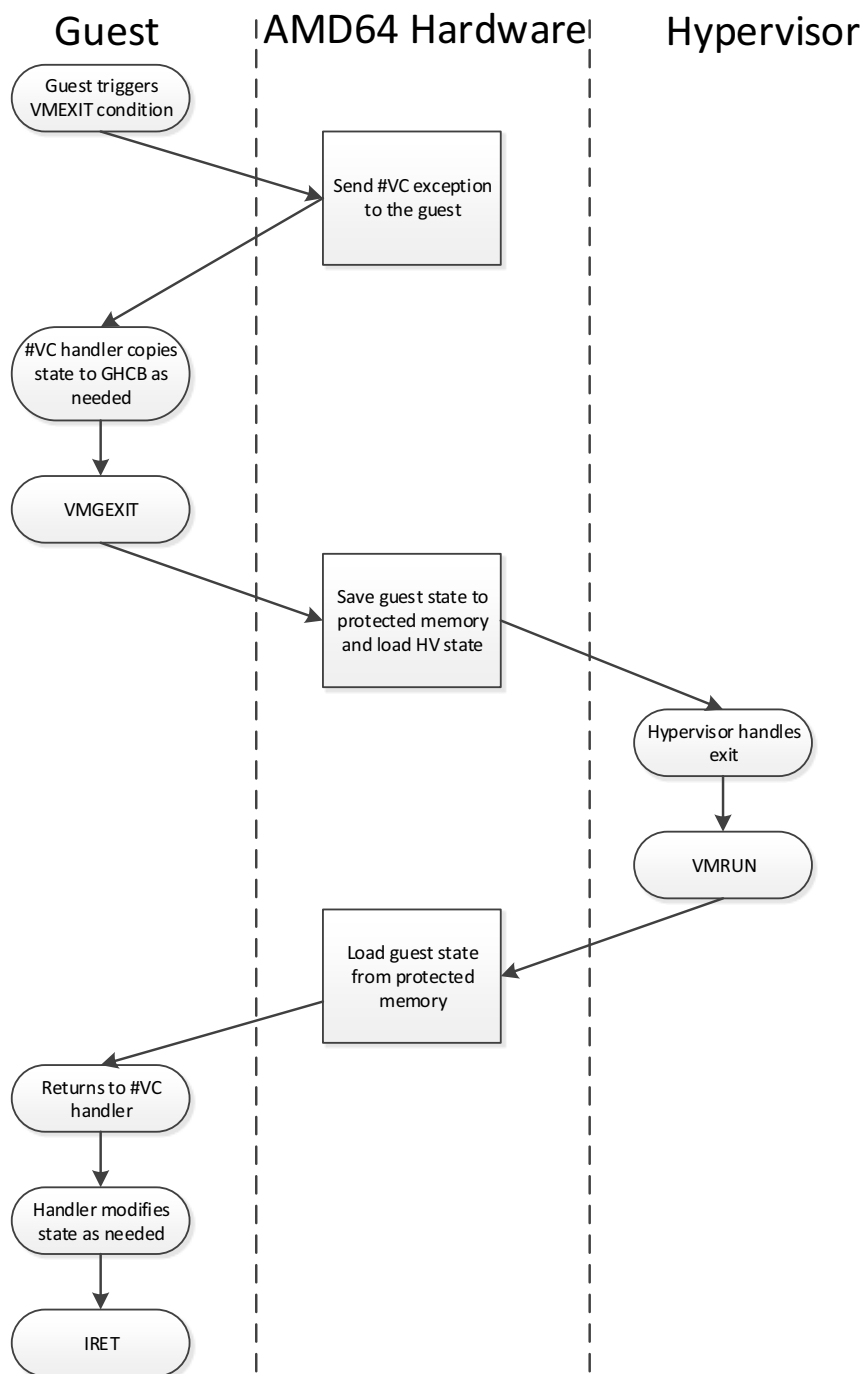 Guest
AMD64 Hardware
Hypervisor
Guest triggers
VMEXIT condition
Send #VC exception
to the guest
#VC handler copies
state to GHCB as
needed
VMGEXIT
Save guest state to
protected memory
and load HV state
Hypervisor handles
exit
VMRUN
Load guest state
from protected
memory
Returns to #VC
handler
Handler modifies
state as needed
IRET